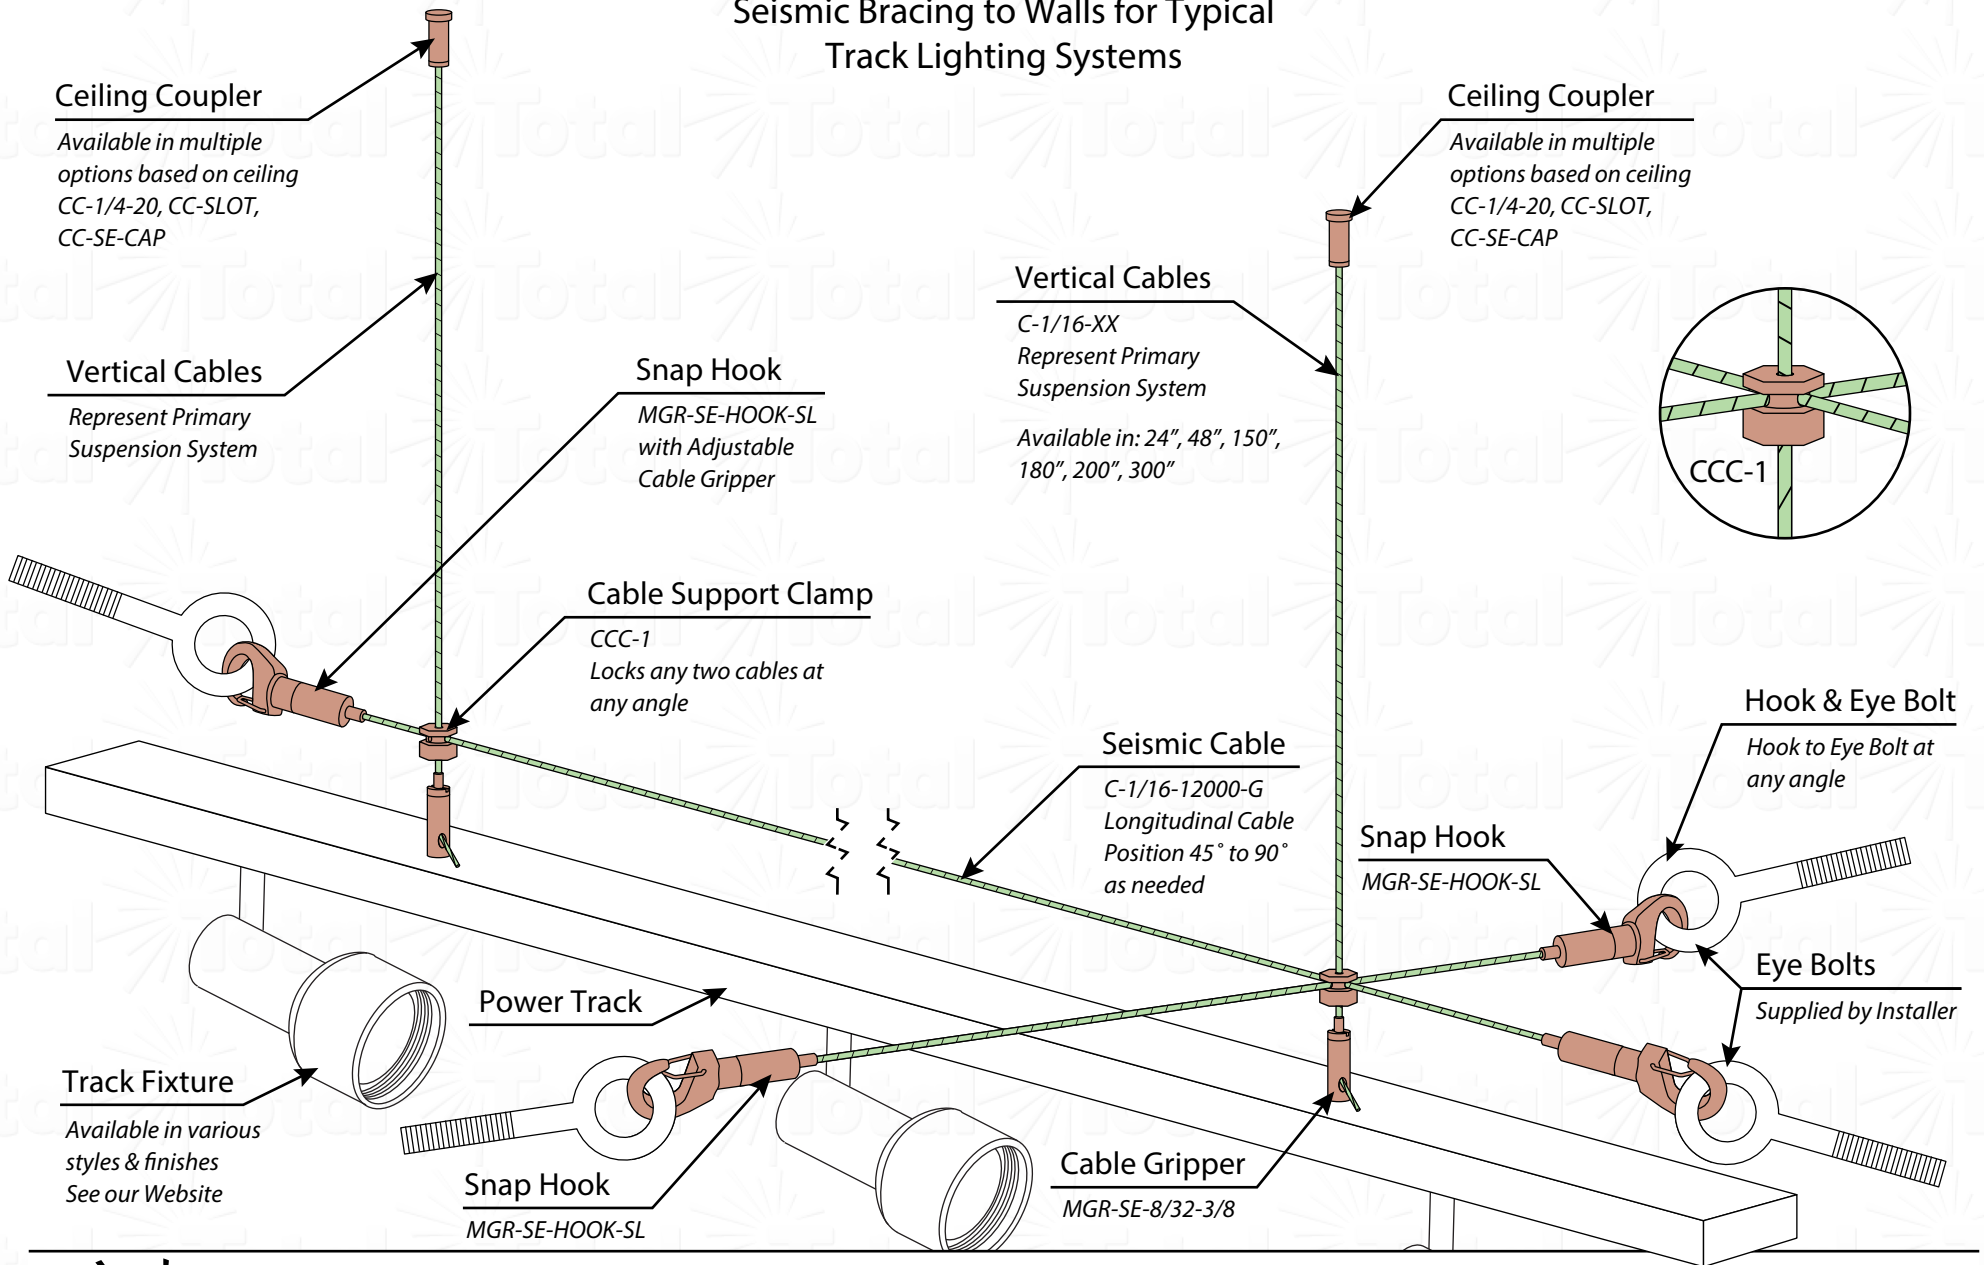 Seismic Bracing to Walls for Typical
Track Lighting Systems
Ceiling Coupler
Available in multiple
options based on ceiling
CC-1/4-20, CC-SLOT,
CC-SE-CAP
Ceiling Coupler
Available in multiple
options based on ceiling
CC-1/4-20, CC-SLOT,
CC-SE-CAP
Vertical Cables
C-1/16-XX
Represent Primary
Suspension System
Available in: 24”, 48”, 150”,
180”, 200”, 300”
Vertical Cables
Represent Primary
Suspension System
Snap Hook
MGR-SE-HOOK-SL
with Adjustable
Cable Gripper
CCC-1
Cable Support Clamp
CCC-1
Locks any two cables at
any angle
Hook & Eye Bolt
Hook to Eye Bolt at
any angle
Seismic Cable
C-1/16-12000-G
Longitudinal Cable
Position 45˚ to 90˚
as needed
Snap Hook
MGR-SE-HOOK-SL
Eye Bolts
Supplied by Installer
Power Track
Track Fixture
Available in various
styles & finishes
See our Website
Snap Hook
MGR-SE-HOOK-SL
Cable Gripper
MGR-SE-8/32-3/8
Total